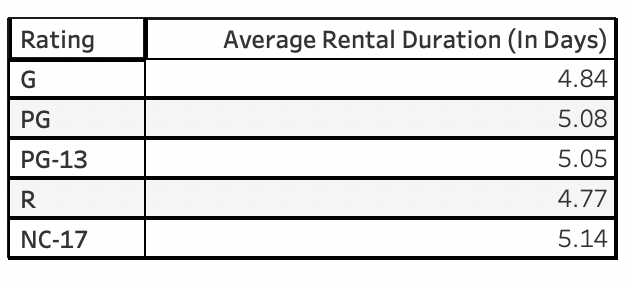 Rating Average Rental Duration (In Days)
G 4.84
PG 5.08
PG-13 5.05
R 4.77
NC-17 5.14